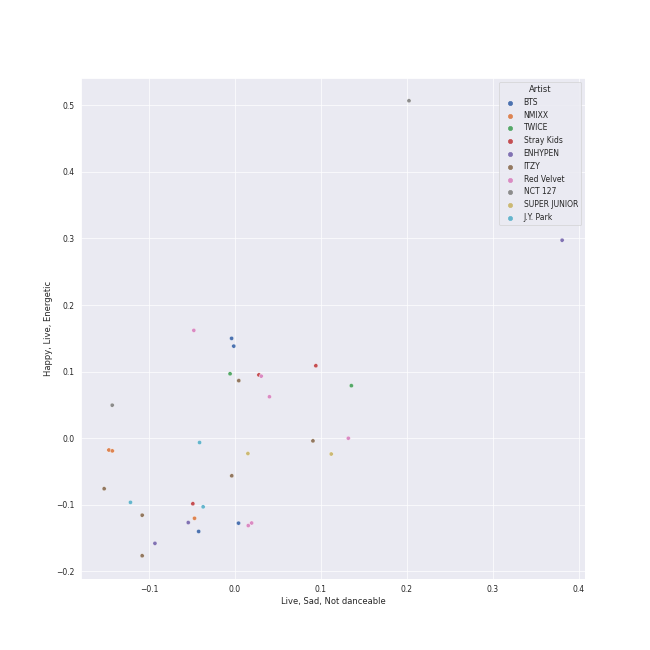 Artist
BTS
NMIXX
TWICE
Stray Kids
ENHYPEN
ITZY
Red Velvet
NCT 127
SUPER JUNIOR
J.Y. Park
0.5
0.4
0.3
0.2
0.1
0.0
−0.1
−0.2
Happy, Live, Energetic
−0.1
0.0
0.1
0.2
0.3
0.4
Live, Sad, Not danceable